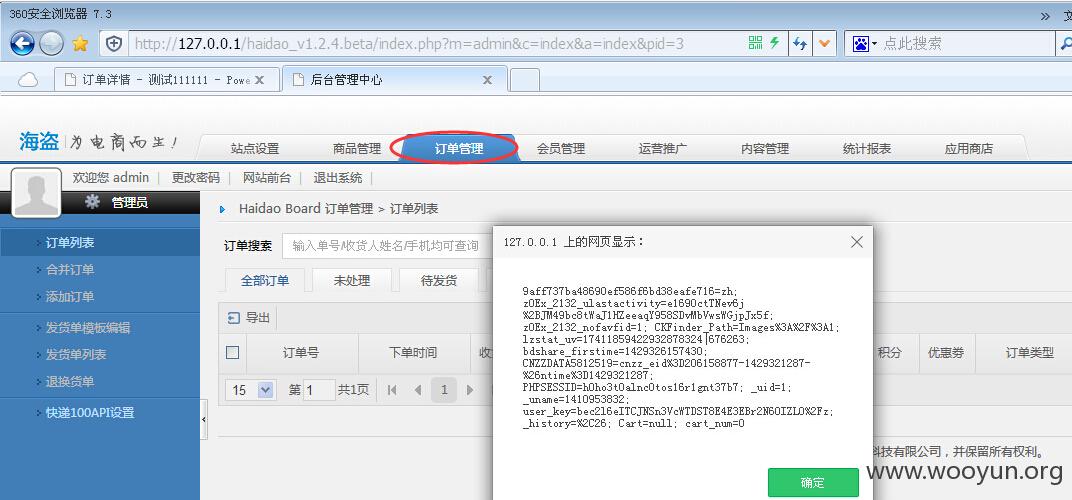 360安全浏览器 7.3
»
http://127.0.0.1/haidao_v1.2.4.beta/index.php?m=admin&c=index&a=index&pid=3
点此搜索
订单详情 - 测试111111 - Powe
后台管理中心
海盗 为电商而生!
站点设置 商品管理 订单管理 会员管理 运营推广 内容管理 统计报表 应用商店
欢迎您 admin | 更改密码 | 网站前台 | 退出系统 |
管理员
Haidao Board 订单管理 > 订单列表
订单列表
合并订单
添加订单
发货单模板编辑
发货单列表
退换货单
快递100API设置
订单搜索 输入单号/收货人姓名/手机均可查询
全部订单 未处理 待发货
导出
订单号 下单时间 收 积分 优惠券 订单类型
15 第 1 共1页 1
127.0.0.1 上的网页显示：
9aff737ba48690ef586f6bd38eafe716=zh;
zOEx_2132_ulastactivity=e1690ctTNev6j
%2BJM49bc8tWaJ1HZeeaqY958SDvMbVwsWGjpJx5f;
zOEx_2132_nofavfid=1; CKFinder_Path=Images%3A%2F%3A1;
lzstat_uv=17411859422932878324|676263;
bdshare_firstime=1429326157430;
CNZZDATA5812519=cnzz_eid%3D206158877-1429321287-
%26ntime%3D1429321287;
PHPSESSID=h0ho3t0alnc0tos16r1gnt37b7; _uid=1;
_uname=1410953832;
user_key=bec2l6eITCJNSn3VcWTDST8E4E3EBr2N6OIZLO%2Fz;
_history=%2C26; Cart=null; cart_num=0
确定
科技有限公司，并保留所有权利。
www.wooyun.org